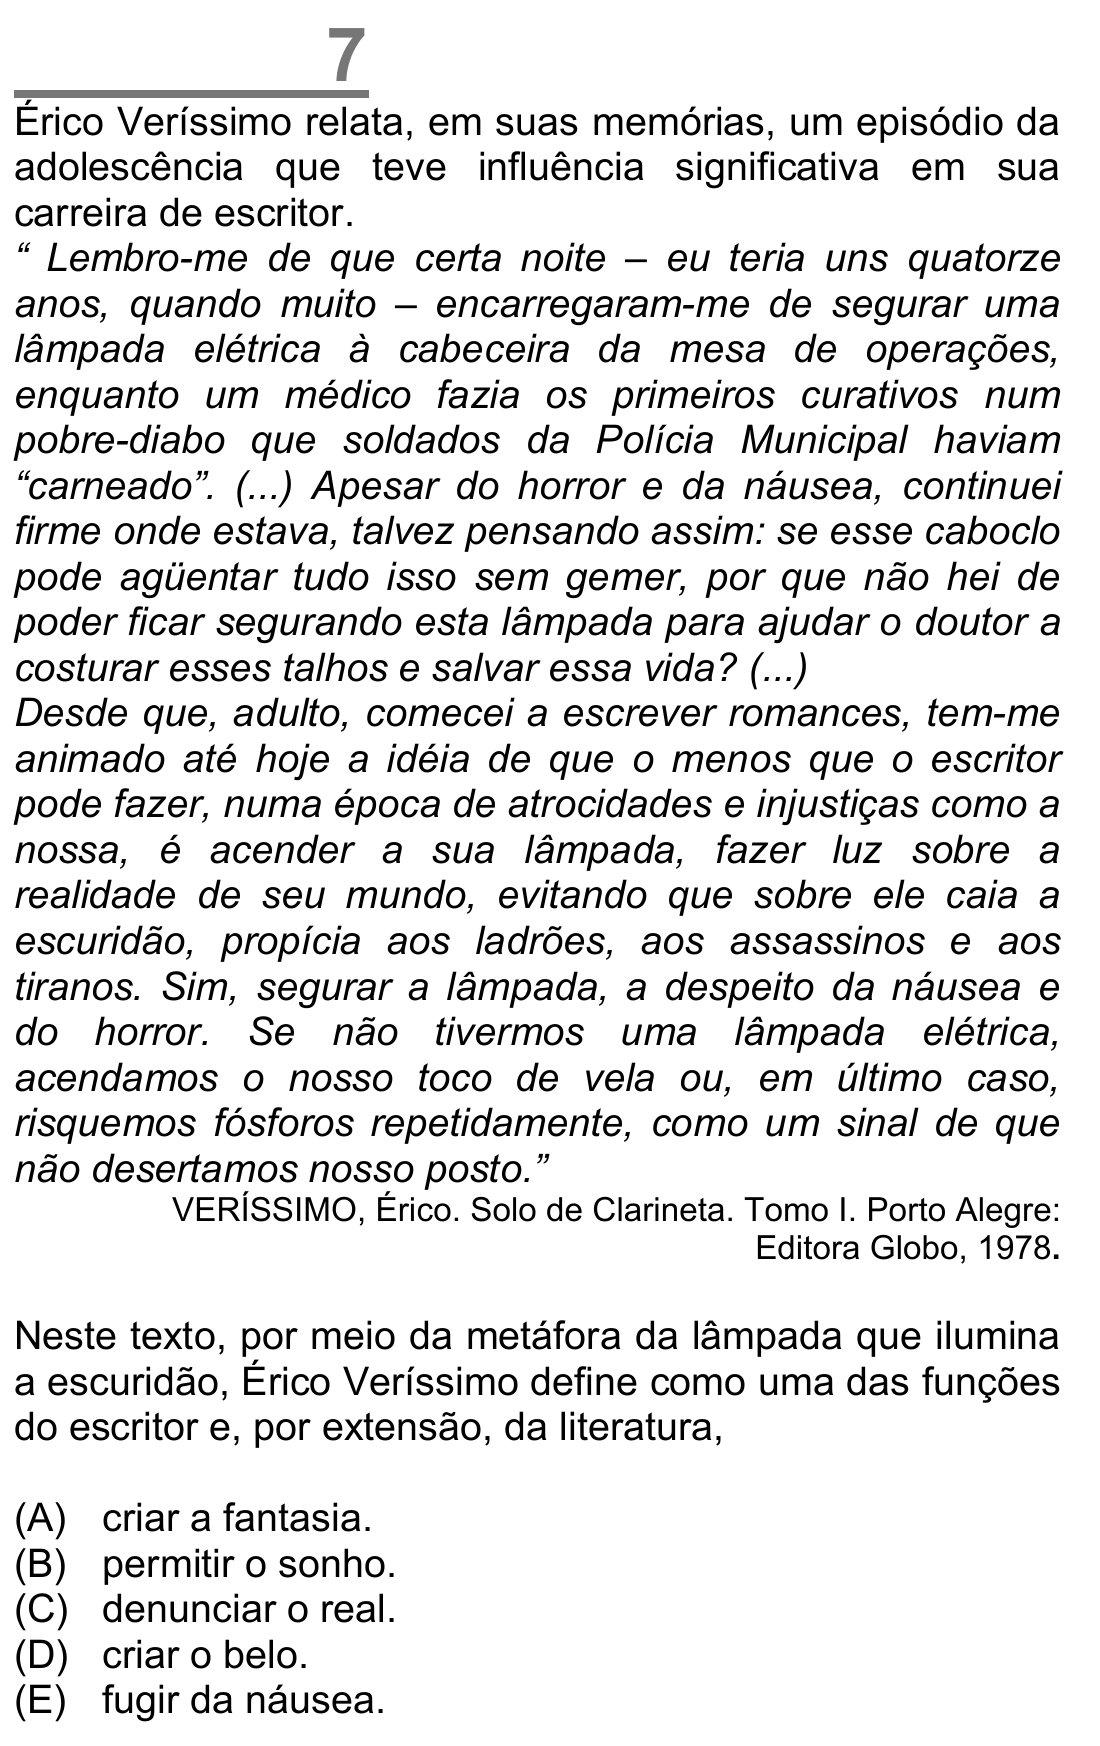 7
Érico Veríssimo relata, em suas memórias, um episódio da
adolescência que teve influência significativa em sua
carreira de escritor.
“ Lembro-me de que certa noite – eu teria uns quatorze
anos, quando muito – encarregaram-me de segurar uma
lâmpada elétrica à cabeceira da mesa de operações,
enquanto um médico fazia os primeiros curativos num
pobre-diabo que soldados da Polícia Municipal haviam
“carneado”. (...) Apesar do horror e da náusea, continuei
firme onde estava, talvez pensando assim: se esse caboclo
pode agüentar tudo isso sem gemer, por que não hei de
poder ficar segurando esta lâmpada para ajudar o doutor a
costurar esses talhos e salvar essa vida? (...)
Desde que, adulto, comecei a escrever romances, tem-me
animado até hoje a idéia de que o menos que o escritor
pode fazer, numa época de atrocidades e injustiças como a
nossa, é acender a sua lâmpada, fazer luz sobre a
realidade de seu mundo, evitando que sobre ele caia a
escuridão, propícia aos ladrões, aos assassinos e aos
tiranos. Sim, segurar a lâmpada, a despeito da náusea e
do horror. Se não tivermos uma lâmpada elétrica,
acendamos o nosso toco de vela ou, em último caso,
risquemos fósforos repetidamente, como um sinal de que
não desertamos nosso posto.”
VERÍSSIMO, Érico. Solo de Clarineta. Tomo I. Porto Alegre:
Editora Globo, 1978.
Neste texto, por meio da metáfora da lâmpada que ilumina
a escuridão, Érico Veríssimo define como uma das funções
do escritor e, por extensão, da literatura,
(A) criar a fantasia.
(B) permitir o sonho.
(C) denunciar o real.
(D) criar o belo.
(E) fugir da náusea.